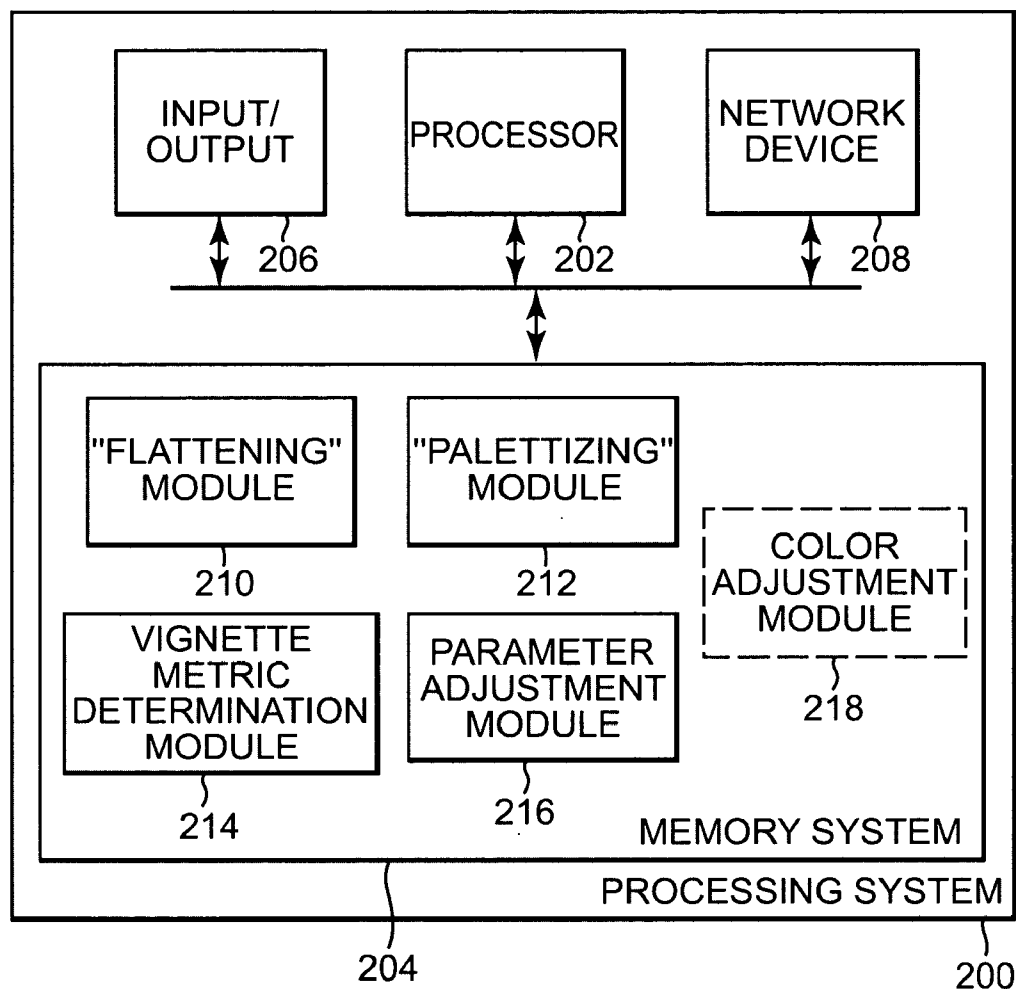 INPUT/
OUTPUT
PROCESSOR
NETWORK
DEVICE
206
202
208
"FLATTENING"
MODULE
"PALETTIZING"
MODULE
COLOR
ADJUSTMENT
MODULE
210
212
218
VIGNETTE
METRIC
DETERMINATION
MODULE
PARAMETER
ADJUSTMENT
MODULE
214
216
MEMORY SYSTEM
PROCESSING SYSTEM
204
200